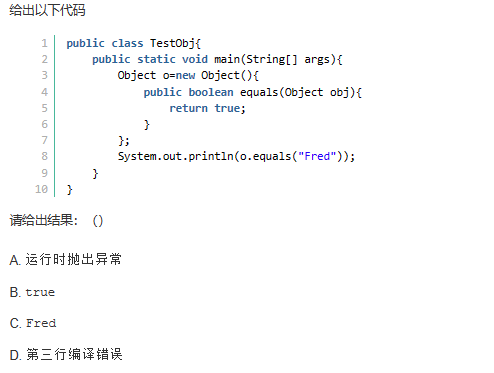 给出以下代码
1 public class TestObj{
2     public static void main(String[] args){
3         Object o=new Object(){
4             public boolean equals(Object obj){
5                 return true;
6             }
7         };
8         System.out.println(o.equals("Fred"));
9     }
10 }
请给出结果： ()
A. 运行时抛出异常
B. true
C. Fred
D. 第三行编译错误